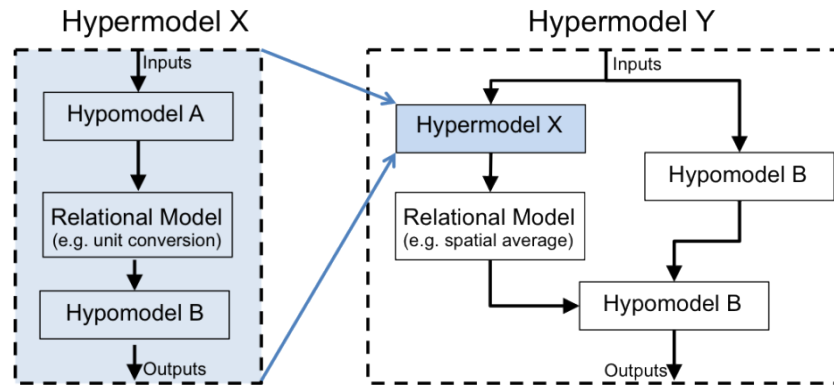 Hypermodel X
Inputs
Hypomodel A
Relational Model
(e.g. unit conversion)
Hypomodel B
Outputs
Hypermodel Y
Inputs
Hypermodel X
Hypomodel B
Relational Model
(e.g. spatial average)
Hypomodel B
Outputs